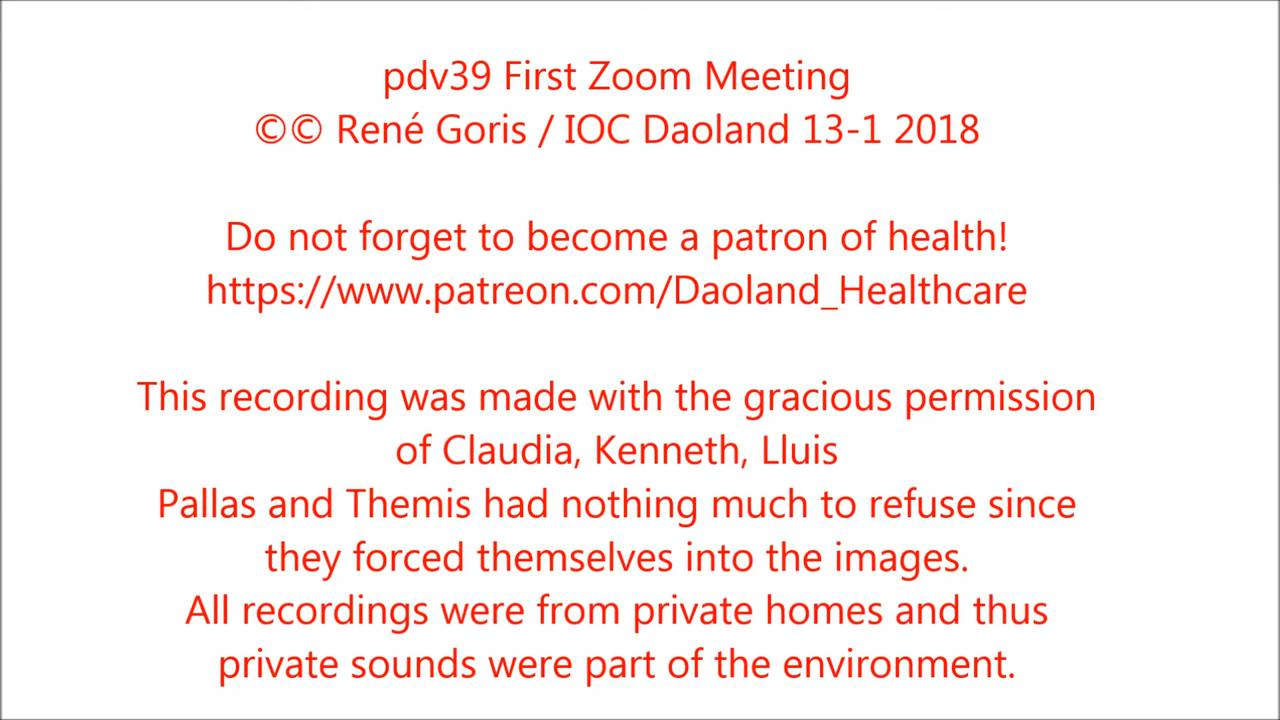 pdv39 First Zoom Meeting
©© René Goris / IOC Daoland 13-1 2018
Do not forget to become a patron of health!
https://www.patreon.com/Daoland_Healthcare
This recording was made with the gracious permission
of Claudia, Kenneth, Lluis
Pallas and Themis had nothing much to refuse since
they forced themselves into the images.
All recordings were from private homes and thus
private sounds were part of the environment.